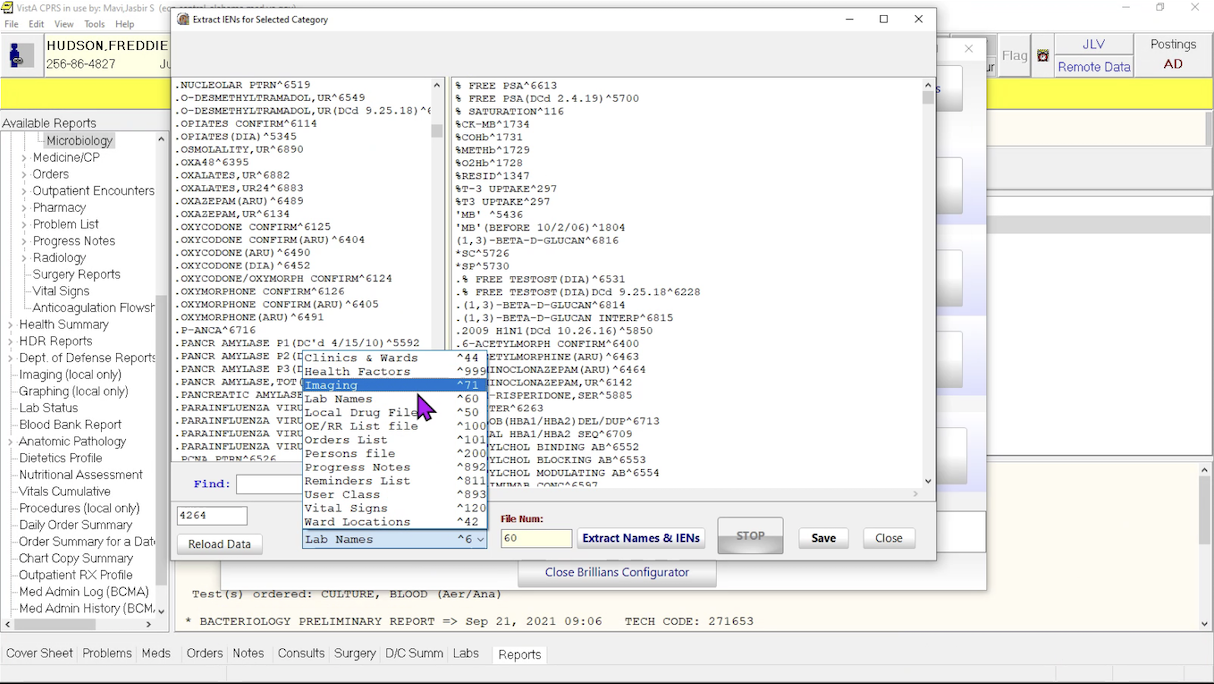 VistA CPRS in use by: Mavi,Jasbir S
File Edit View Tools Help
HUDSON,FREDDIE
256-86-4827
Flag
JLV
Remote Data
Postings
AD
Available Reports
Microbiology
Medicine/CP
Orders
Outpatient Encounters
Pharmacy
Problem List
Progress Notes
Radiology
Surgery Reports
Vital Signs
Anticoagulation Flowsh
Health Summary
HDR Reports
Dept. of Defense Reports
Imaging (local only)
Graphing (local only)
Lab Status
Blood Bank Report
Anatomic Pathology
Dietetics Profile
Nutritional Assessment
Vitals Cumulative
Procedures (local only)
Daily Order Summary
Order Summary for a Date
Chart Copy Summary
Outpatient RX Profile
Med Admin Log (BCMA)
Med Admin History (BCM
Extract IENs for Selected Category
.NUCLEOLAR PTRN^6519
.O-DESMETHYLTRAMADOL,UR^6549
.O-DESMETHYLTRAMADOL,UR(DCd 9.25.18)^6
.OPIATES CONFIRM^6114
.OPIATES(DIA)^5345
.OSMOLALITY,UR^6890
.OXA48^6395
.OXALATES,UR^6882
.OXALATES,UR24^6883
.OXAZEPAM(ARU)^6489
.OXAZEPAM,UR^6134
.OXYCODONE CONFIRM^6125
.OXYCODONE CONFIRM(ARU)^6404
.OXYCODONE(ARU)^6490
.OXYCODONE(DIA)^6452
.OXYCODONE/OXYMORPH CONFIRM^6124
.OXYMORPHONE CONFIRM^6126
.OXYMORPHONE CONFIRM(ARU)^6405
.OXYMORPHONE(ARU)^6491
.P-ANCA^6716
.PANCR AMYLASE P1(DC'd 4/15/10)^5592
.PANCR AMYLASE P2(D
.PANCR AMYLASE P3(D
.PANCR AMYLASE,TOT(
.PANCREATIC AMYLASE
.PARAINFLUENZA VIRU
.PARAINFLUENZA VIRU
.PARAINFLUENZA VIRU
.PARAINFLUENZA VIRU
.PCNA PTRN^6526
% FREE PSA^6613
% FREE PSA(DCd 2.4.19)^5700
% SATURATION^116
%CK-MB^1734
%COHb^1731
%METHb^1729
%O2Hb^1728
%RESID^1347
%T-3 UPTAKE^297
%T3 UPTAKE^297
'MB' ^5436
'MB'(BEFORE 10/2/06)^1804
(1,3)-BETA-D-GLUCAN^6816
*SC^5726
*SP^5730
.% FREE TESTOST(DIA)^6531
.% FREE TESTOST(DIA)DCd 9.25.18^6228
.(1,3)-BETA-D-GLUCAN^6814
.(1,3)-BETA-D-GLUCAN INTERP^6815
.2009 H1N1(DCd 10.26.16)^5850
.6-ACETYLMORPH CONFIRM^6400
ETYLMORPHINE(ARU)^6463
INOCLONAZEPAM(ARU)^6464
INOCLONAZEPAM,UR^6142
-RISPERIDONE,SER^5885
TER^6263
OB(HBA1/HBA2)DEL/DUP^6713
AL HBA1/HBA2 SEQ^6709
YLCHOL BINDING AB^6552
YLCHOL BLOCKING AB^6553
YLCHOL MODULATING AB^6554
IMUMAB CONC^6597
Clinics & Wards ^44
Health Factors ^999
Imaging ^71
Lab Names ^60
Local Drug File ^50
OE/RR List file ^100
Orders List ^101
Persons file ^200
Progress Notes ^892
Reminders List ^811
User Class ^893
Vital Signs ^120
Ward Locations ^42
Lab Names ^6
Find:
4264
Reload Data
File Num:
60
Extract Names & IENs
STOP
Save
Close
Close Brillians Configurator
Test(s) ordered: CULTURE, BLOOD (Aer/Ana)
* BACTERIOLOGY PRELIMINARY REPORT => Sep 21, 2021 09:06 TECH CODE: 271653
Cover Sheet Problems Meds Orders Notes Consults Surgery D/C Summ Labs Reports